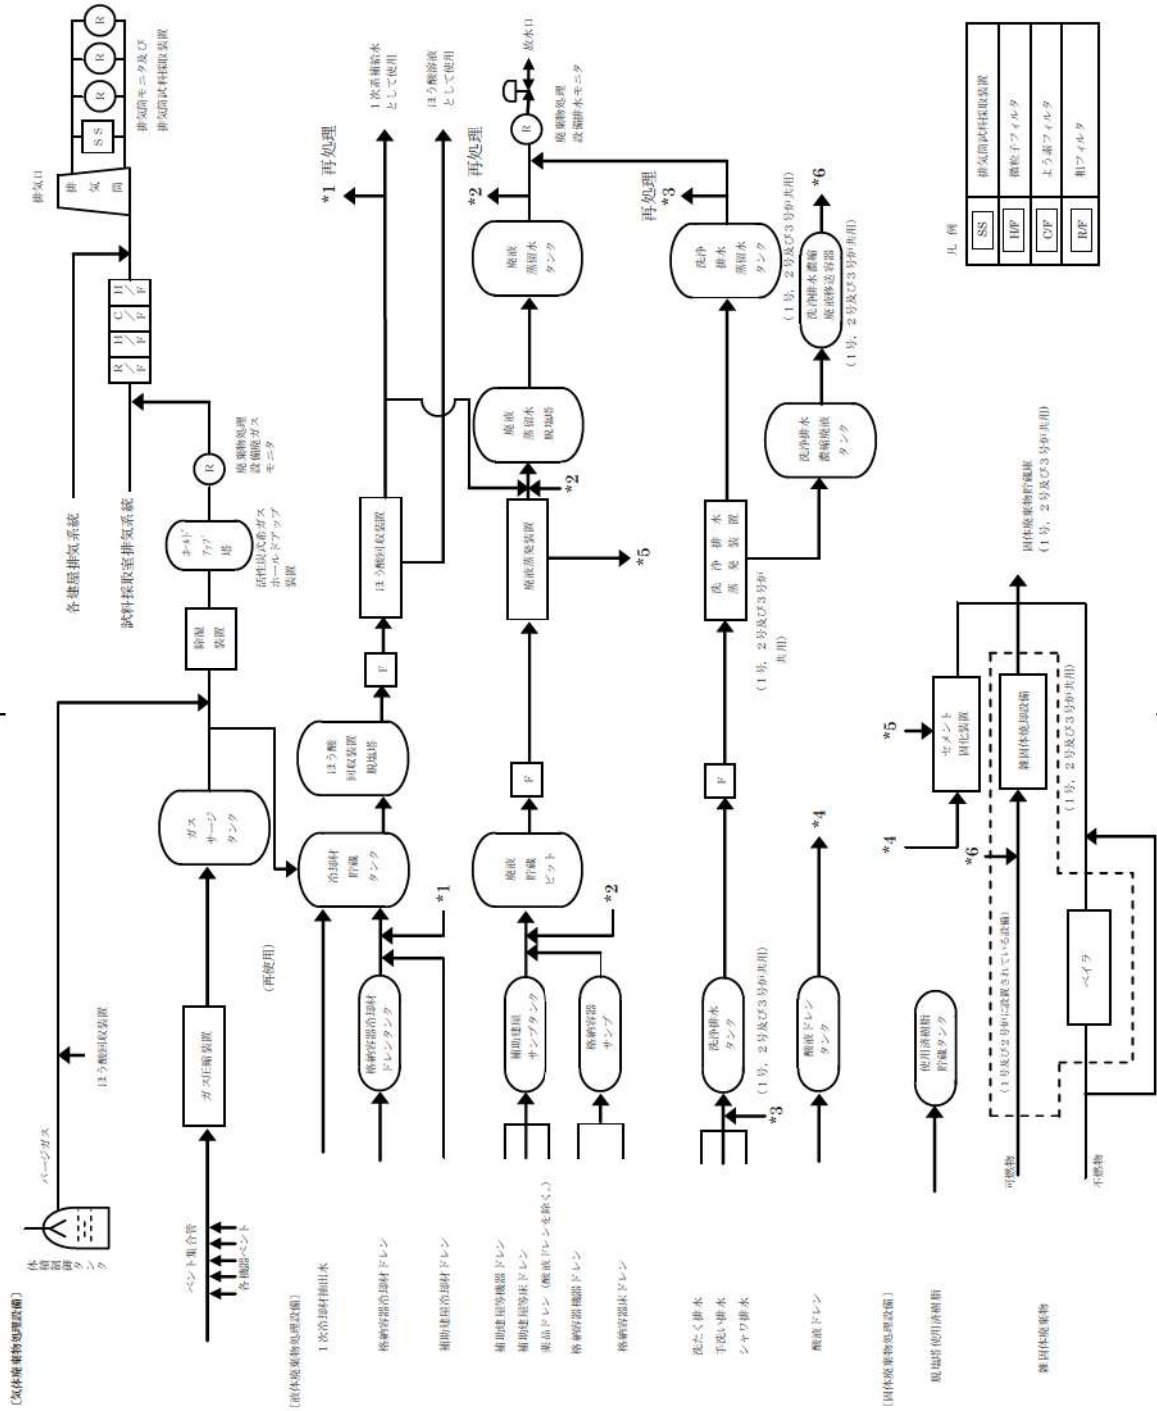 [気体廃棄物処理設備]
体積制御タンク
パージガス
ほう酸回収装置
ベント集合管
各機器ベント
ガス圧縮装置
ガス
サージ
タンク
(再使用)
除湿
装置
ホールド
アップ
塔
活性炭式希ガス
ホールドアップ
装置
R
廃棄物処理
設備廃ガス
モニタ
各建屋排気系統
試料採取室排気系統
R/F
H/F
C/F
H/F
排気口
排気筒
SS
R
R
R
排気筒モニタ及び
排気筒試料採取装置
[液体廃棄物処理設備]
1次冷却材抽出水
格納容器冷却材ドレン
補助建屋冷却材ドレン
格納容器冷却材
ドレンタンク
*1
冷却材
貯蔵
タンク
ほう酸
回収装置
脱塩塔
F
ほう酸回収装置
*1 再処理
1次系補給水
として使用
ほう酸溶液
として使用
補助建屋等機器ドレン
補助建屋等床ドレン
薬品ドレン(酸液ドレンを除く。)
格納容器機器ドレン
格納容器床ドレン
補助建屋
サンプタンク
格納容器
サンプ
*2
廃液
貯蔵
ピット
F
廃液蒸発装置
*5
*2
廃液
蒸留水
脱塩塔
廃液
蒸留水
タンク
*2 再処理
R
廃棄物処理
設備排水モニタ
放水口
洗たく排水
手洗い排水
シャワ排水
*3
洗浄排水
タンク
(1号, 2号及び3号炉共用)
F
洗浄排水
蒸発装置
(1号, 2号及び3号炉
共用)
洗浄
排水
蒸留水
タンク
(1号, 2号及び3号炉共用)
再処理
*3
洗浄排水
濃縮廃液
タンク
洗浄排水濃縮
廃液移送容器
(1号, 2号及び3号炉共用)
*6
酸液ドレン
酸液ドレン
タンク
*4
[固体廃棄物処理設備]
脱塩塔使用済樹脂
使用済樹脂
貯蔵タンク
*4
*5
セメント
固化装置
雑固体廃棄物
可燃物
(1号及び2号炉に設置されている設備)
*6
雑固体焼却設備
(1号, 2号及び3号炉共用)
不燃物
ベイラ
固体廃棄物貯蔵庫
(1号, 2号及び3号炉共用)
凡例
SS 排気筒試料採取装置
H/F 微粒子フィルタ
C/F よう素フィルタ
R/F 粗フィルタ